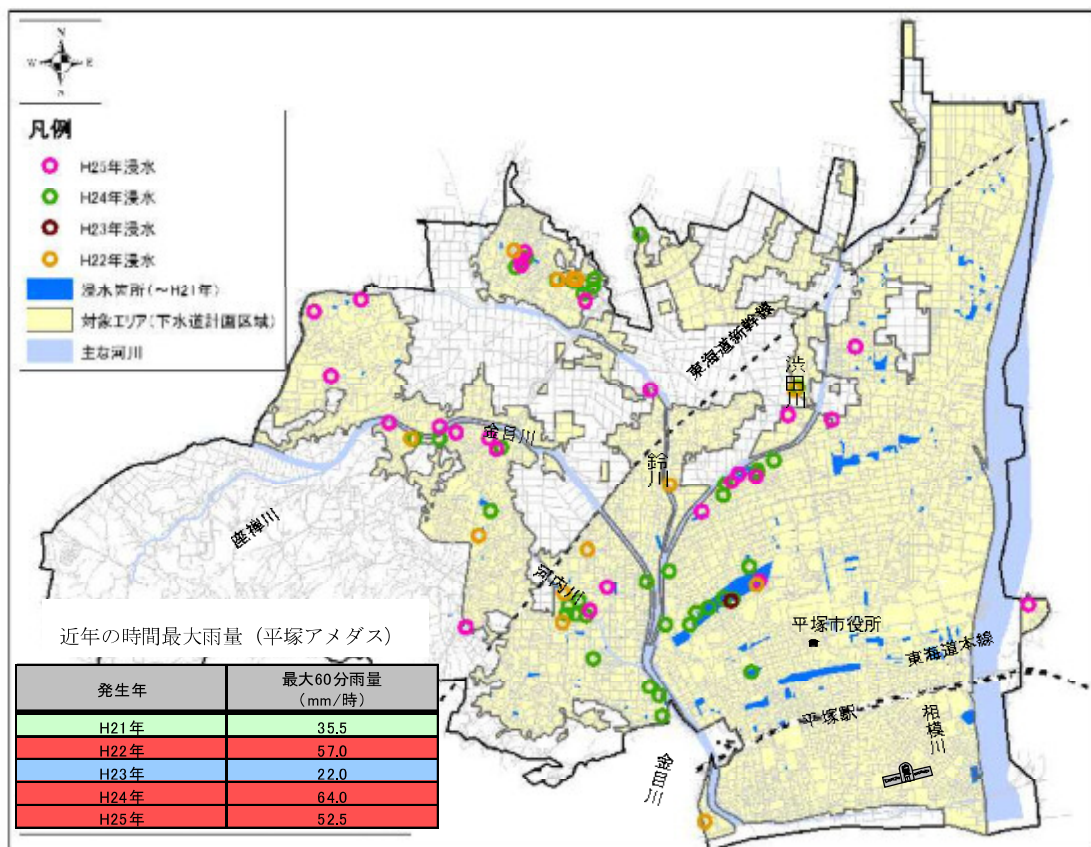 N
W
E
S
凡例
H25年浸水
H24年浸水
H23年浸水
H22年浸水
浸水箇所(～H21年)
対象エリア(下水道計画区域)
主な河川
東海道新幹線
渋田川
金目川
鈴川
座禅川
河内川
平塚市役所
東海道本線
平塚駅
相模川
金目川
近年の時間最大雨量（平塚アメダス）
発生年 最大60分雨量
(mm/時)
H21年 35.5
H22年 57.0
H23年 22.0
H24年 64.0
H25年 52.5